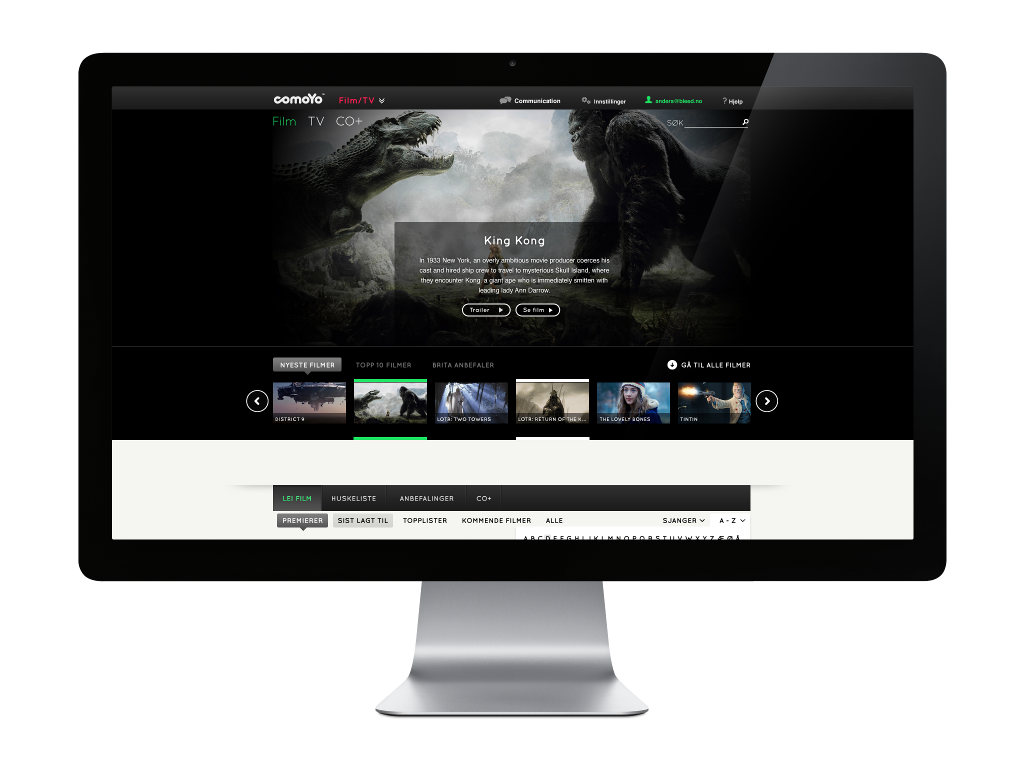 comoYo™ Film/TV Communication Innstillinger anders@bleed.no ? Hjelp
Film TV CO+ SØK
King Kong
In 1933 New York, an overly ambitious movie producer coerces his
cast and hired ship crew to travel to mysterious Skull Island, where
they encounter Kong, a giant ape who is immediately smitten with
leading lady Ann Darrow.
Trailer Se film
NYESTE FILMER TOPP 10 FILMER BRITA ANBEFALER GÅ TIL ALLE FILMER
DISTRICT 9 LOTR: TWO TOWERS LOTR: RETURN OF THE K... THE LOVELY BONES TINTIN
LEI FILM HUSKELISTE ANBEFALINGER CO+
PREMIERER SIST LAGT TIL TOPPLISTER KOMMENDE FILMER ALLE SJANGER A - Z
A B C D E F G H I J K L M N O P Q R S T U V W X Y Z Æ Ø Å